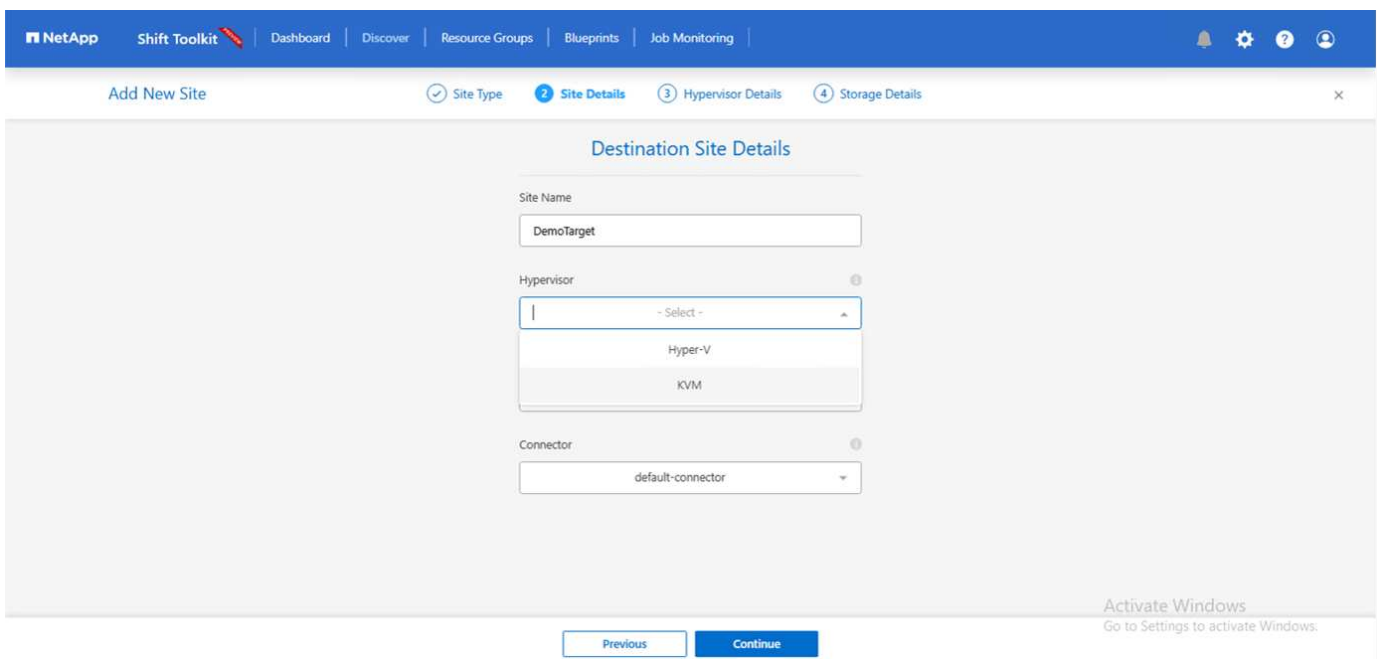 NetApp Shift Toolkit Dashboard Discover Resource Groups Blueprints Job Monitoring
Add New Site Site Type 2 Site Details 3 Hypervisor Details 4 Storage Details
Destination Site Details
Site Name
DemoTarget
Hypervisor
- Select -
Hyper-V
KVM
Connector
default-connector
Activate Windows
Go to Settings to activate Windows.
Previous Continue